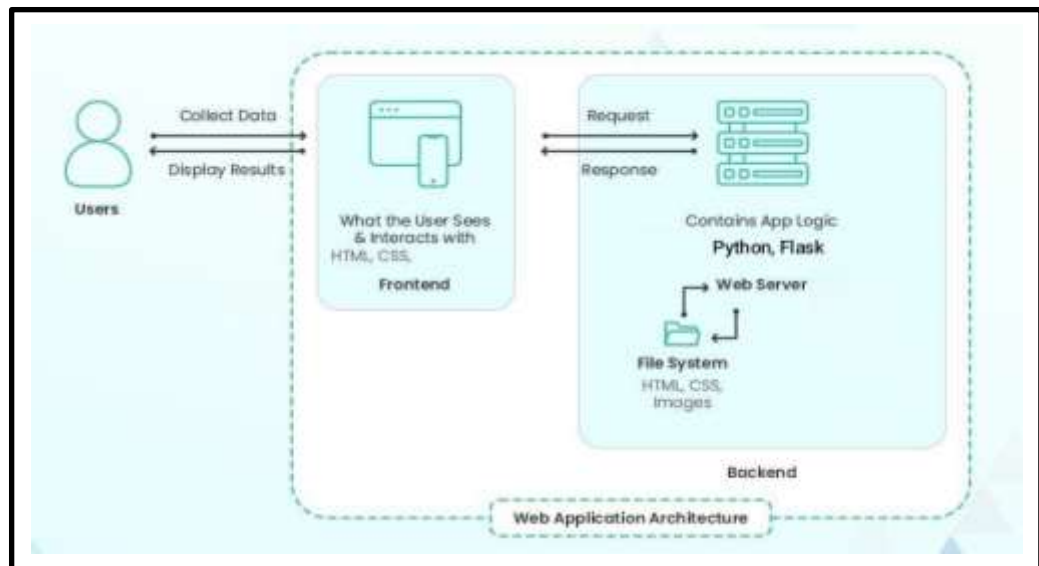 Collect Data
Display Results
Users
What the User Sees
& Interacts with
HTML, CSS,
Frontend
Request
Response
Contains App Logic
Python, Flask
Web Server
File System
HTML, CSS,
Images
Backend
Web Application Architecture